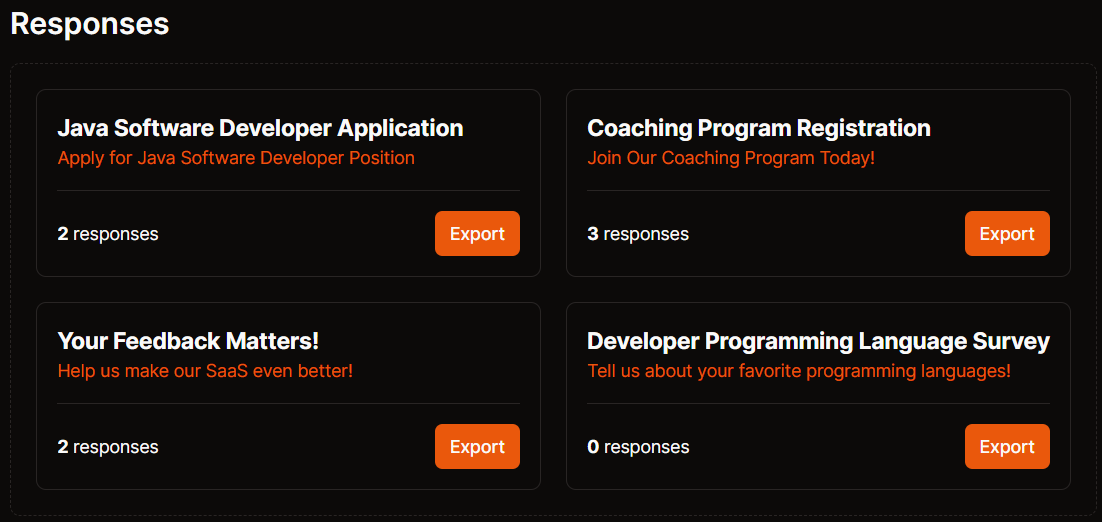 Responses
Java Software Developer Application
Apply for Java Software Developer Position
2 responses
Export
Coaching Program Registration
Join Our Coaching Program Today!
3 responses
Export
Your Feedback Matters!
Help us make our SaaS even better!
2 responses
Export
Developer Programming Language Survey
Tell us about your favorite programming languages!
0 responses
Export